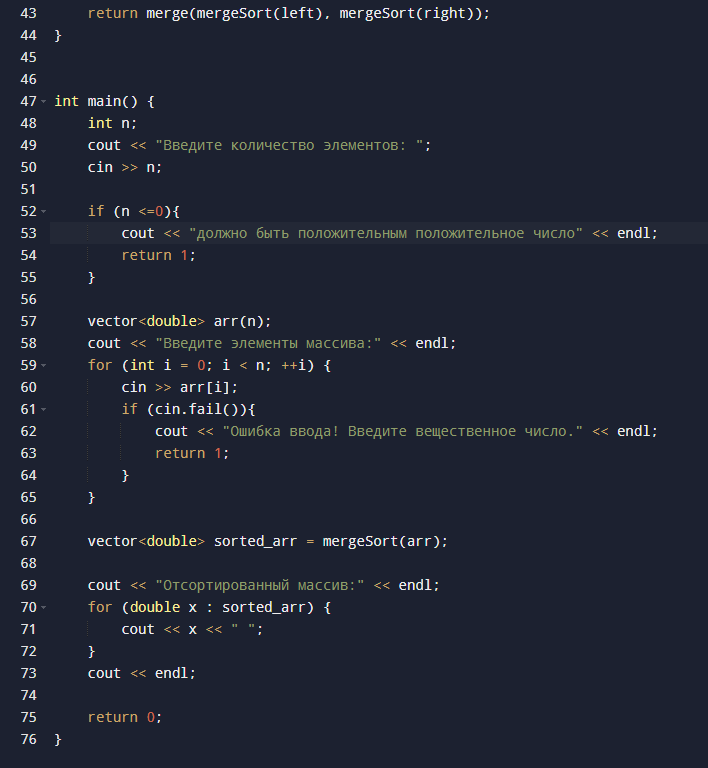 43 return merge(mergeSort(left), mergeSort(right));
44 }
45
46
47 int main() {
48 int n;
49 cout << "Введите количество элементов: ";
50 cin >> n;
51
52 if (n <=0){
53 cout << "должно быть положительным положительное число" << endl;
54 return 1;
55 }
56
57 vector<double> arr(n);
58 cout << "Введите элементы массива:" << endl;
59 for (int i = 0; i < n; ++i) {
60 cin >> arr[i];
61 if (cin.fail()){
62 cout << "Ошибка ввода! Введите вещественное число." << endl;
63 return 1;
64 }
65 }
66
67 vector<double> sorted_arr = mergeSort(arr);
68
69 cout << "Отсортированный массив:" << endl;
70 for (double x : sorted_arr) {
71 cout << x << " ";
72 }
73 cout << endl;
74
75 return 0;
76 }